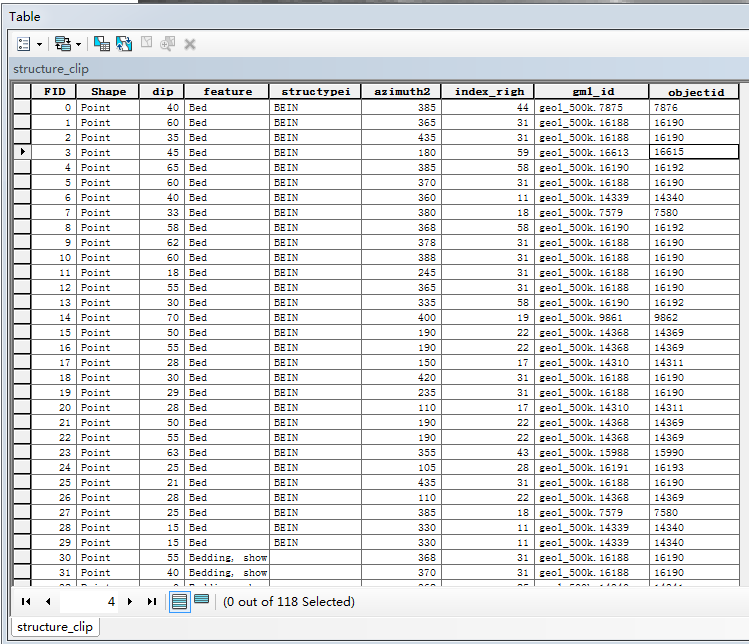 Table
structure_clip
FID Shape dip feature structypei azimuth2 index_righ gml_id objectid
0 Point 40 Bed BEIN 385 44 geol_500k.7875 7876
1 Point 60 Bed BEIN 365 31 geol_500k.16188 16190
2 Point 35 Bed BEIN 435 31 geol_500k.16188 16190
3 Point 45 Bed BEIN 180 59 geol_500k.16613 16615
4 Point 65 Bed BEIN 385 58 geol_500k.16190 16192
5 Point 60 Bed BEIN 370 31 geol_500k.16188 16190
6 Point 40 Bed BEIN 360 11 geol_500k.14339 14340
7 Point 33 Bed BEIN 380 18 geol_500k.7579 7580
8 Point 58 Bed BEIN 368 58 geol_500k.16190 16192
9 Point 62 Bed BEIN 378 31 geol_500k.16188 16190
10 Point 60 Bed BEIN 388 31 geol_500k.16188 16190
11 Point 18 Bed BEIN 245 31 geol_500k.16188 16190
12 Point 55 Bed BEIN 365 31 geol_500k.16188 16190
13 Point 30 Bed BEIN 335 58 geol_500k.16190 16192
14 Point 70 Bed BEIN 400 19 geol_500k.9861 9862
15 Point 50 Bed BEIN 190 22 geol_500k.14368 14369
16 Point 55 Bed BEIN 190 22 geol_500k.14368 14369
17 Point 28 Bed BEIN 150 17 geol_500k.14310 14311
18 Point 30 Bed BEIN 420 31 geol_500k.16188 16190
19 Point 29 Bed BEIN 235 31 geol_500k.16188 16190
20 Point 28 Bed BEIN 110 17 geol_500k.14310 14311
21 Point 50 Bed BEIN 190 22 geol_500k.14368 14369
22 Point 55 Bed BEIN 190 22 geol_500k.14368 14369
23 Point 63 Bed BEIN 355 43 geol_500k.15988 15990
24 Point 25 Bed BEIN 105 28 geol_500k.16191 16193
25 Point 21 Bed BEIN 435 31 geol_500k.16188 16190
26 Point 28 Bed BEIN 110 22 geol_500k.14368 14369
27 Point 25 Bed BEIN 385 18 geol_500k.7579 7580
28 Point 15 Bed BEIN 330 11 geol_500k.14339 14340
29 Point 15 Bed BEIN 330 11 geol_500k.14339 14340
30 Point 55 Bedding, show 368 31 geol_500k.16188 16190
31 Point 40 Bedding, show 370 31 geol_500k.16188 16190
4 (0 out of 118 Selected)
structure_clip